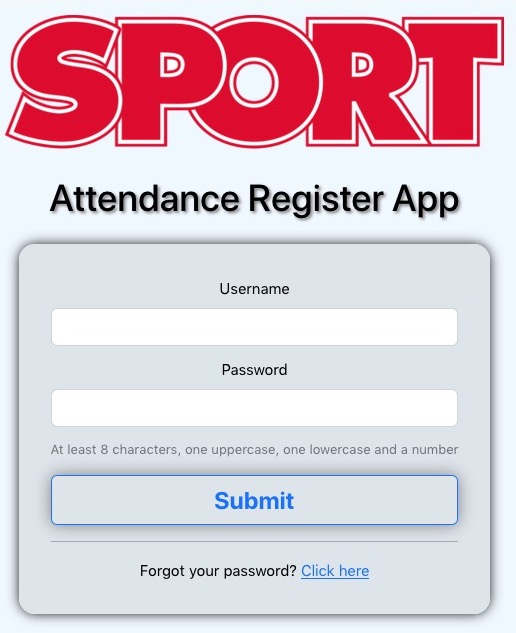 SPORT
Attendance Register App
Username
Password
At least 8 characters, one uppercase, one lowercase and a number
Submit
Forgot your password? Click here